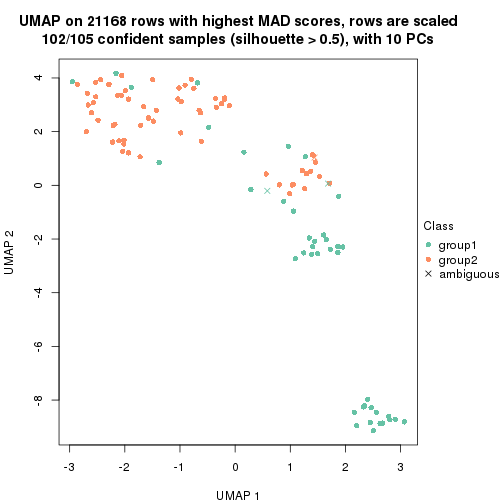 UMAP on 21168 rows with highest MAD scores, rows are scaled
102/105 confident samples (silhouette > 0.5), with 10 PCs
4
2
0
-2
-4
-6
-8
UMAP 2
-3
-2
-1
0
1
2
3
UMAP 1
Class
group1
group2
ambiguous